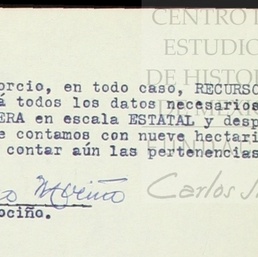 CENTRO D
ESTUDIO
DE HISTOR
orcio, en todo caso, RECURSO
á todos los datos necesarios
ERA en escala ESTATAL y desp
e contamos con nueve hectari
contar aún las pertenencias
Moreno
Carlos S
ociño.